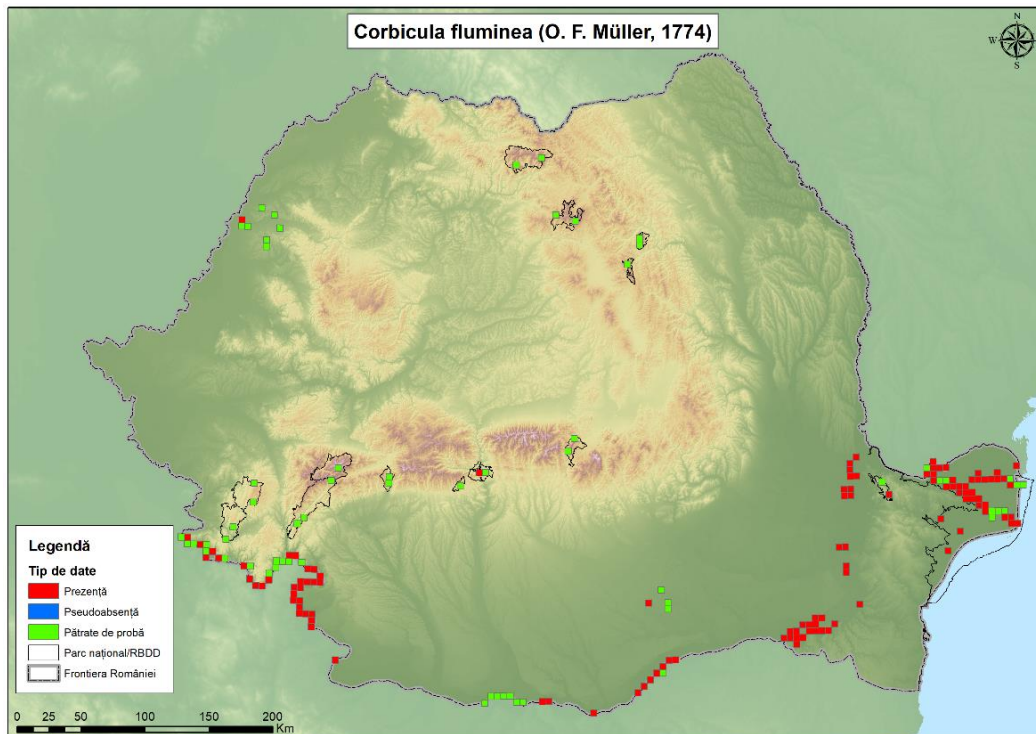 Corbicula fluminea (O. F. Müller, 1774)
N
W E
S
Legendă
Tip de date
Prezență
Pseudoabsență
Pătrate de probă
Parc național/RBDD
Frontiera României
0 25 50 100 150 200
Km